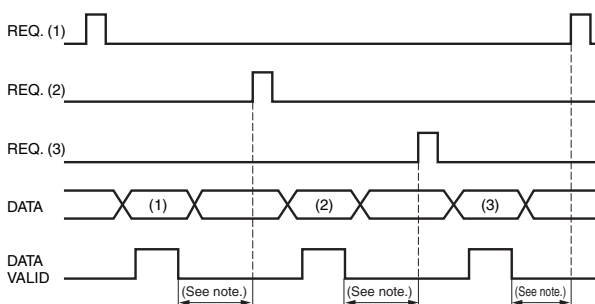 REQ. (1)
REQ. (2)
REQ. (3)
DATA
(1)
(2)
(3)
DATA
VALID
(See note.)
(See note.)
(See note.)